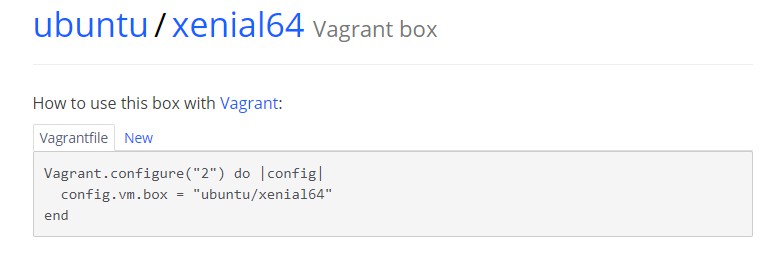 ubuntu/xenial64 Vagrant box
How to use this box with Vagrant:
Vagrantfile New
Vagrant.configure("2") do |config|
  config.vm.box = "ubuntu/xenial64"
end